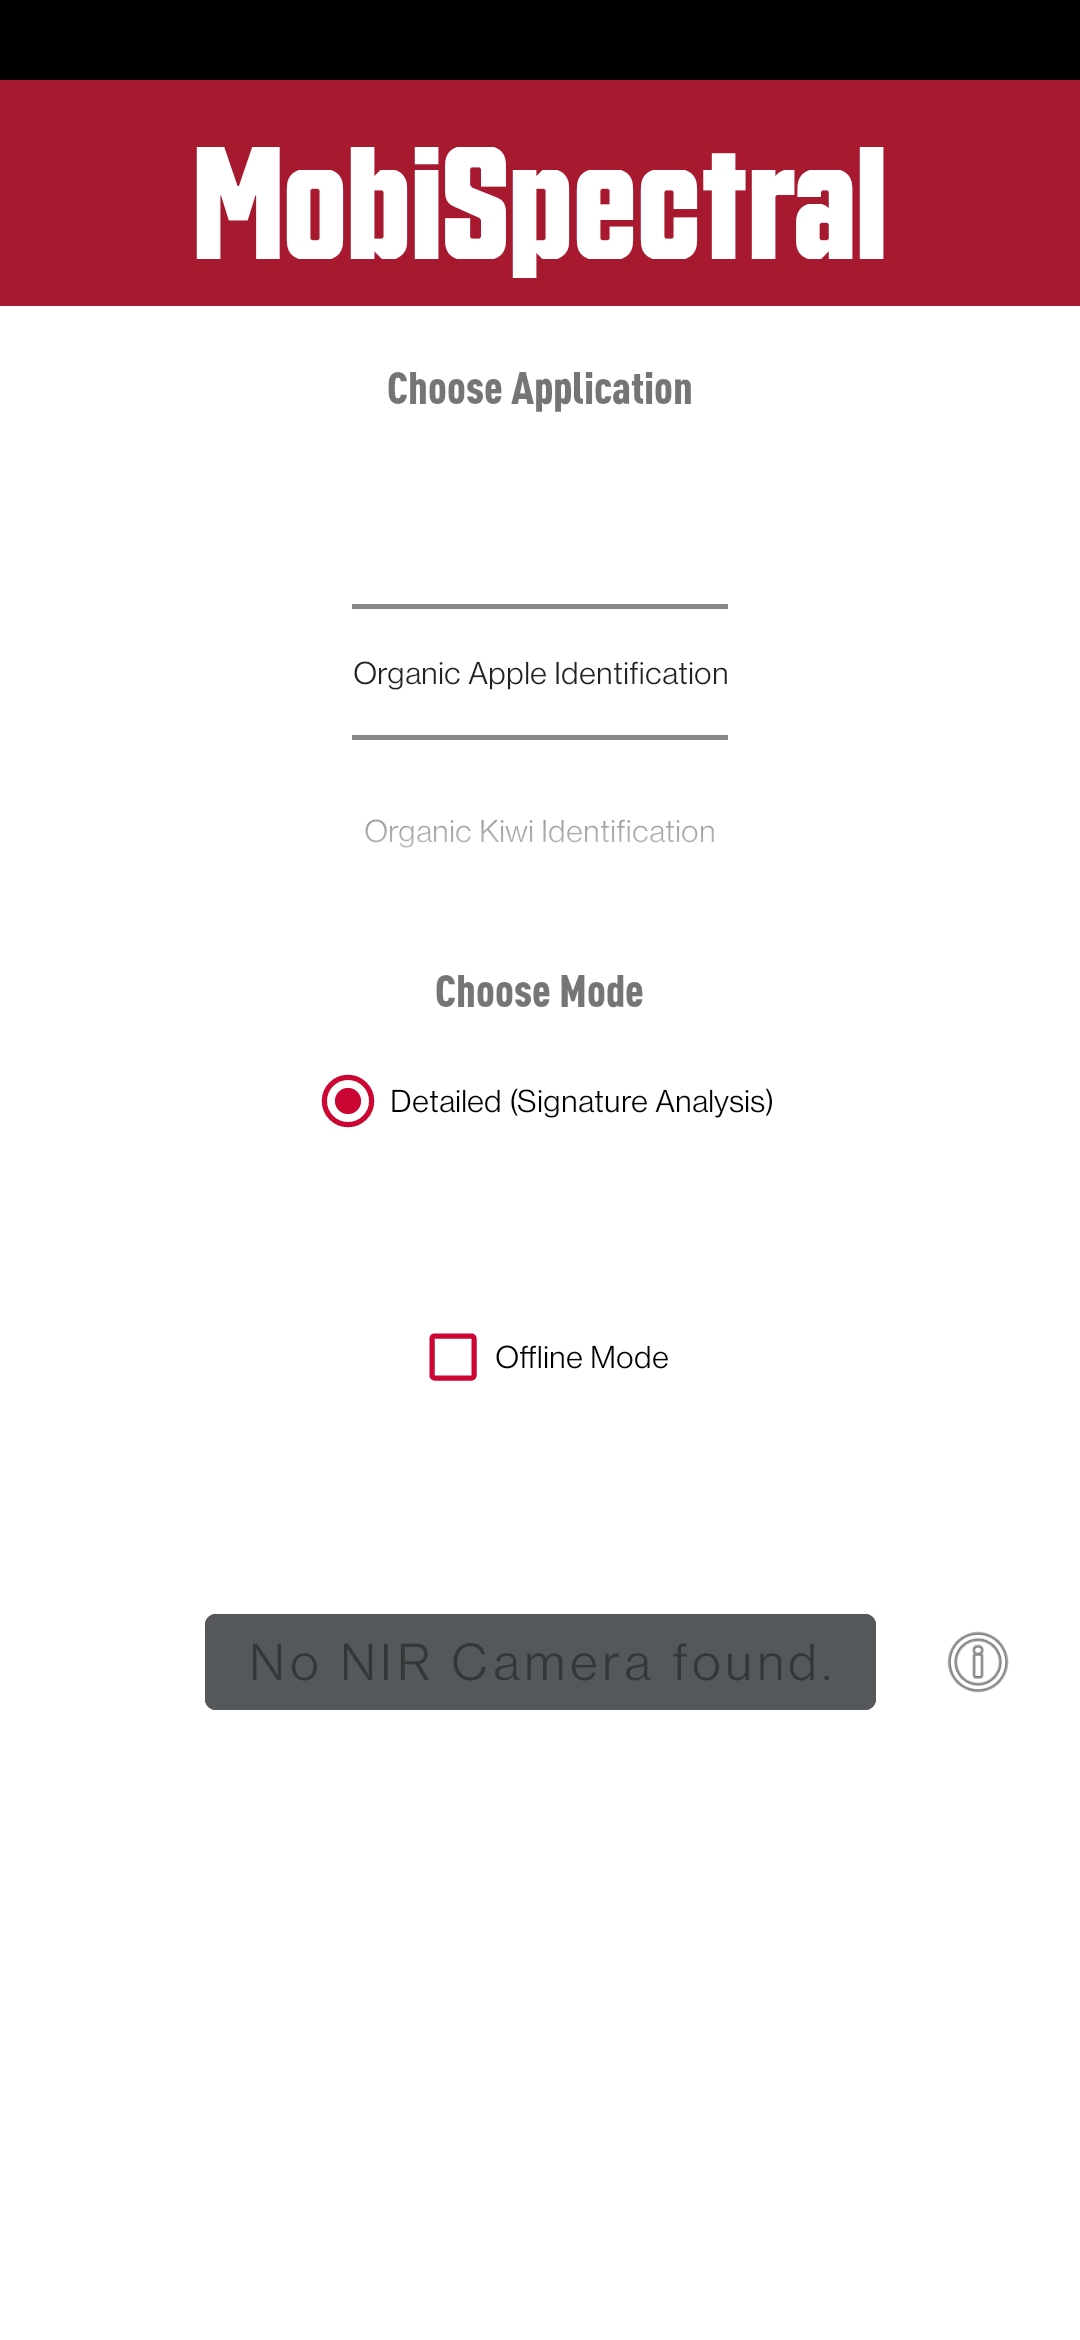 MobiSpectral
Choose Application
Organic Apple Identification
Organic Kiwi Identification
Choose Mode
Detailed (Signature Analysis)
Offline Mode
No NIR Camera found.